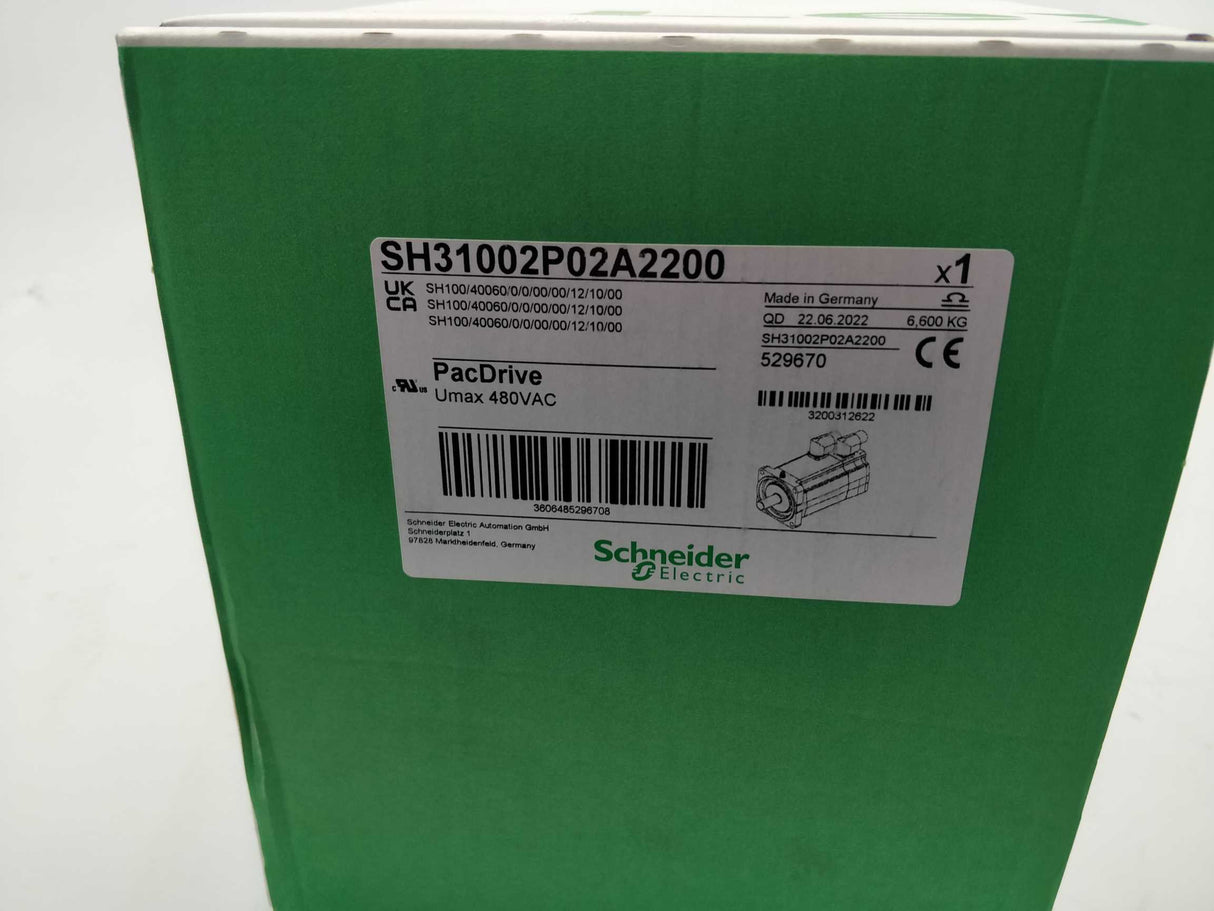 SH31002P02A2200
x1
UK
CA
SH100/40060/0/0/00/00/12/10/00
SH100/40060/0/0/00/00/12/10/00
SH100/40060/0/0/00/00/12/10/00
Made in Germany
QD 22.06.2022 6,600 KG
SH31002P02A2200
529670
CE
c RU us
PacDrive
Umax 480VAC
3200312622
3606485296708
Schneider Electric Automation GmbH
Schneiderplatz 1
97828 Marktheidenfeld, Germany
Schneider
Electric